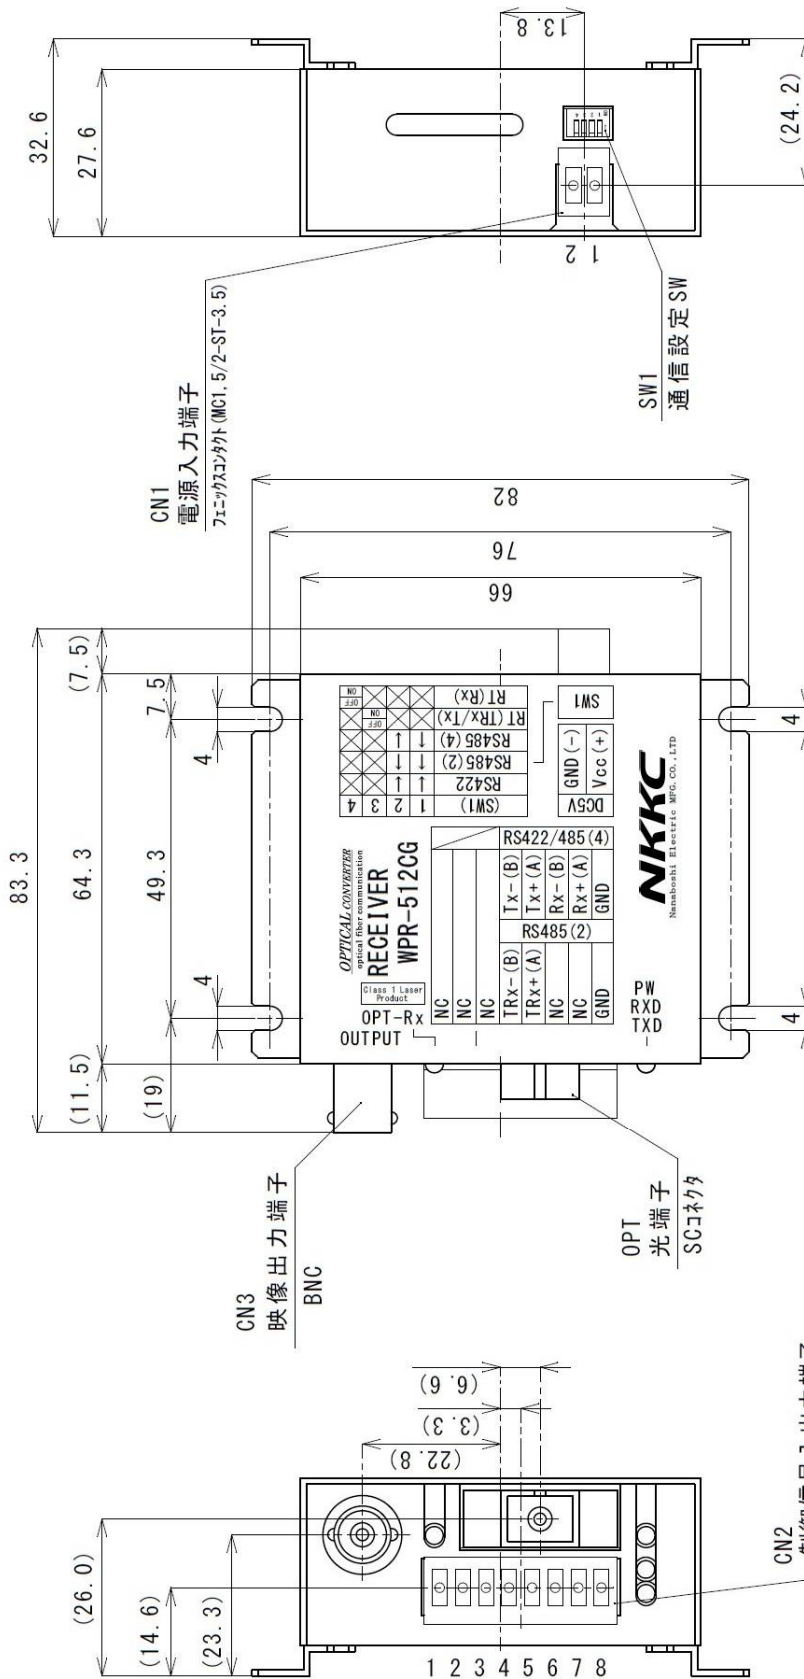 32.6
27.6
13.8
(24.2)
1 2
CN1
電源入力端子
フェニックスコンタクト(MC1.5/2-ST-3.5)
SW1
通信設定SW
83.3
(11.5)
64.3
(7.5)
(19)
49.3
7.5
4
4
4
4
66
76
82
OPTICAL CONVERTER
optical fiber communication
RECEIVER
WPR-512CG
Class 1 Laser
Product
OPT-Rx
OUTPUT
(SW1)
RS422
RS485(2)
RS485(4)
RT(TRx/Tx)
RT(Rx)
1
↑
↑
↑
2
↑
↑
↑
3
OFF
ON
4
OFF
ON
SW1
DC5V
GND(-)
Vcc(+)
RS422/485(4)
Tx-(B)
Tx+(A)
Rx-(B)
Rx+(A)
GND
RS485(2)
NC
NC
NC
TRx-(B)
TRx+(A)
NC
NC
GND
NKKC
Nanaboshi Electric MFG. CO., LTD
PW
RXD
TXD
CN3
映像出力端子
BNC
OPT
光端子
SCコネクタ
(26.0)
(14.6)
(23.3)
(22.8)
(3.3)
(6.6)
1 2 3 4 5 6 7 8
CN2